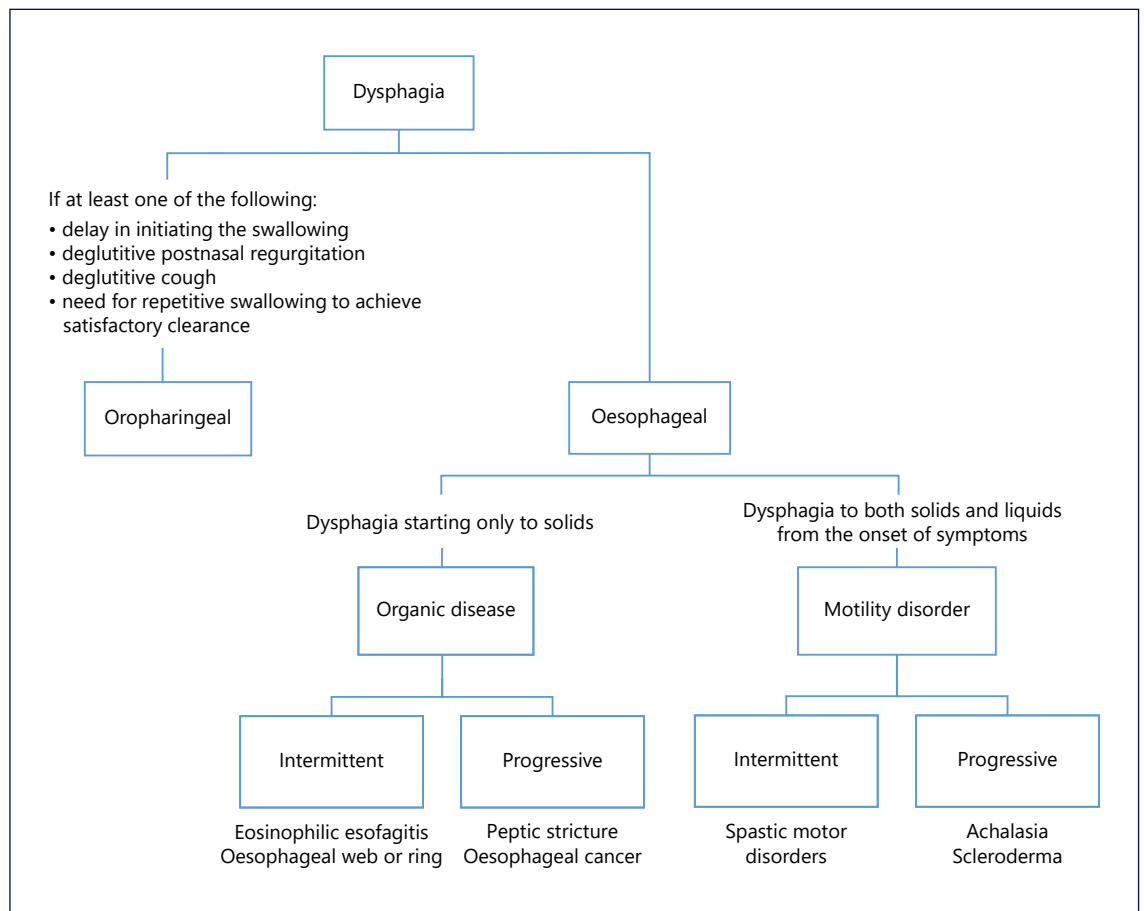 Dysphagia
If at least one of the following:
• delay in initiating the swallowing
• deglutitive postnasal regurgitation
• deglutitive cough
• need for repetitive swallowing to achieve
satisfactory clearance
Oropharingeal
Oesophageal
Dysphagia starting only to solids
Dysphagia to both solids and liquids
from the onset of symptoms
Organic disease
Motility disorder
Intermittent
Progressive
Intermittent
Progressive
Eosinophilic esofagitis
Oesophageal web or ring
Peptic stricture
Oesophageal cancer
Spastic motor
disorders
Achalasia
Scleroderma